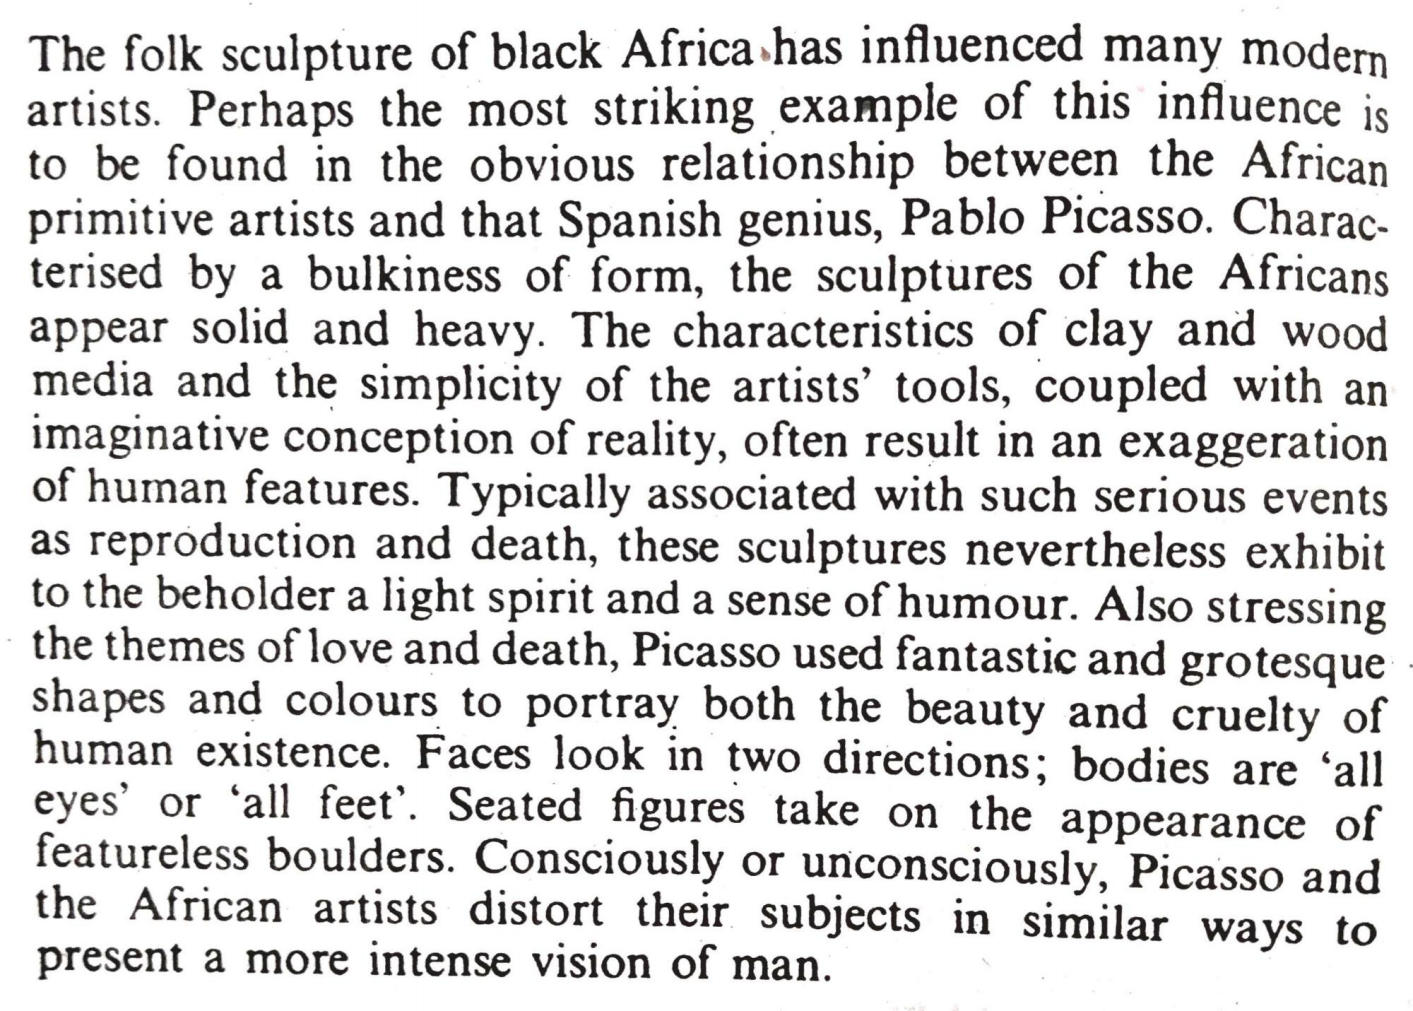 The folk sculpture of black Africa has influenced many modern
artists. Perhaps the most striking example of this influence is
to be found in the obvious relationship between the African
primitive artists and that Spanish genius, Pablo Picasso. Charac-
terised by a bulkiness of form, the sculptures of the Africans
appear solid and heavy. The characteristics of clay and wood
media and the simplicity of the artists’ tools, coupled with an
imaginative conception of reality, often result in an exaggeration
of human features. Typically associated with such serious events
as reproduction and death, these sculptures nevertheless exhibit
to the beholder a light spirit and a sense of humour. Also stressing
the themes of love and death, Picasso used fantastic and grotesque
shapes and colours to portray both the beauty and cruelty of
human existence. Faces look in two directions; bodies are ‘all
eyes’ or ‘all feet’. Seated figures take on the appearance of
featureless boulders. Consciously or unconsciously, Picasso and
the African artists distort their subjects in similar ways to
present a more intense vision of man.